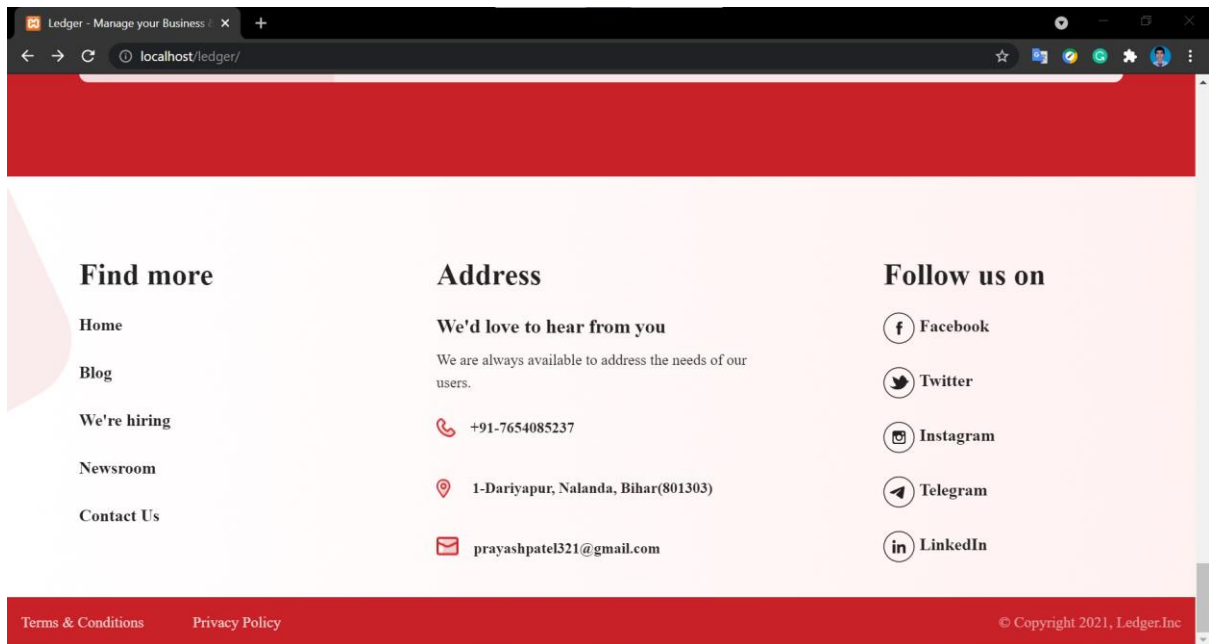 Ledger - Manage your Business &
localhost/ledger/
Find more
Home
Blog
We're hiring
Newsroom
Contact Us
Address
We'd love to hear from you
We are always available to address the needs of our
users.
+91-7654085237
1-Dariyapur, Nalanda, Bihar(801303)
prayashpatel321@gmail.com
Follow us on
Facebook
Twitter
Instagram
Telegram
LinkedIn
Terms & Conditions
Privacy Policy
© Copyright 2021, Ledger.Inc